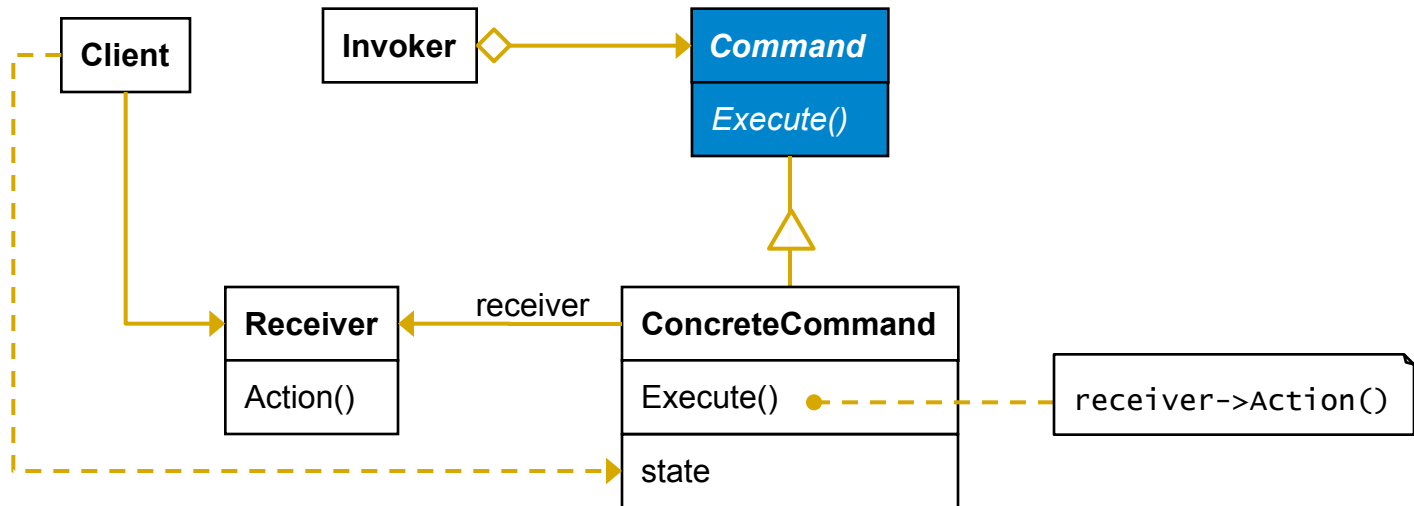 Client
Invoker
Command
Execute()
Receiver
Action()
receiver
ConcreteCommand
Execute()
state
receiver->Action()